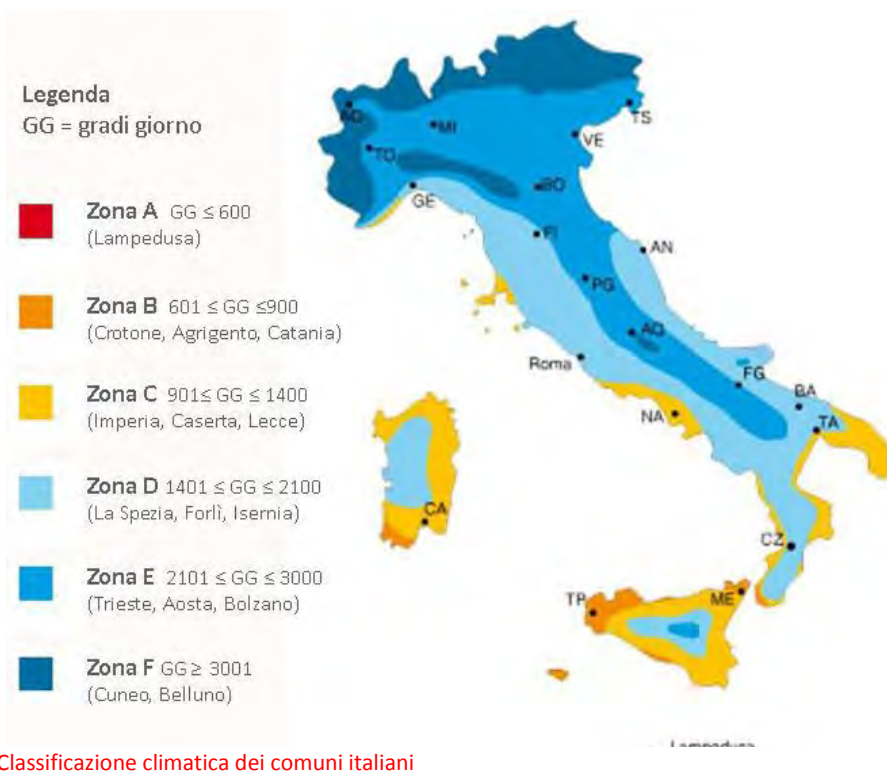 Legenda
GG = gradi giorno
Zona A GG ≤ 600
(Lampedusa)
Zona B 601 ≤ GG ≤900
(Crotone, Agrigento, Catania)
Zona C 901≤ GG ≤ 1400
(Imperia, Caserta, Lecce)
Zona D 1401 ≤ GG ≤ 2100
(La Spezia, Forlì, Isernia)
Zona E 2101 ≤ GG ≤ 3000
(Trieste, Aosta, Bolzano)
Zona F GG ≥ 3001
(Cuneo, Belluno)
AO
MI
TS
VE
TO
BO
GE
FI
AN
PG
AQ
Roma
FG
BA
NA
TA
CA
CZ
TP
ME
Lampedusa
Classificazione climatica dei comuni italiani